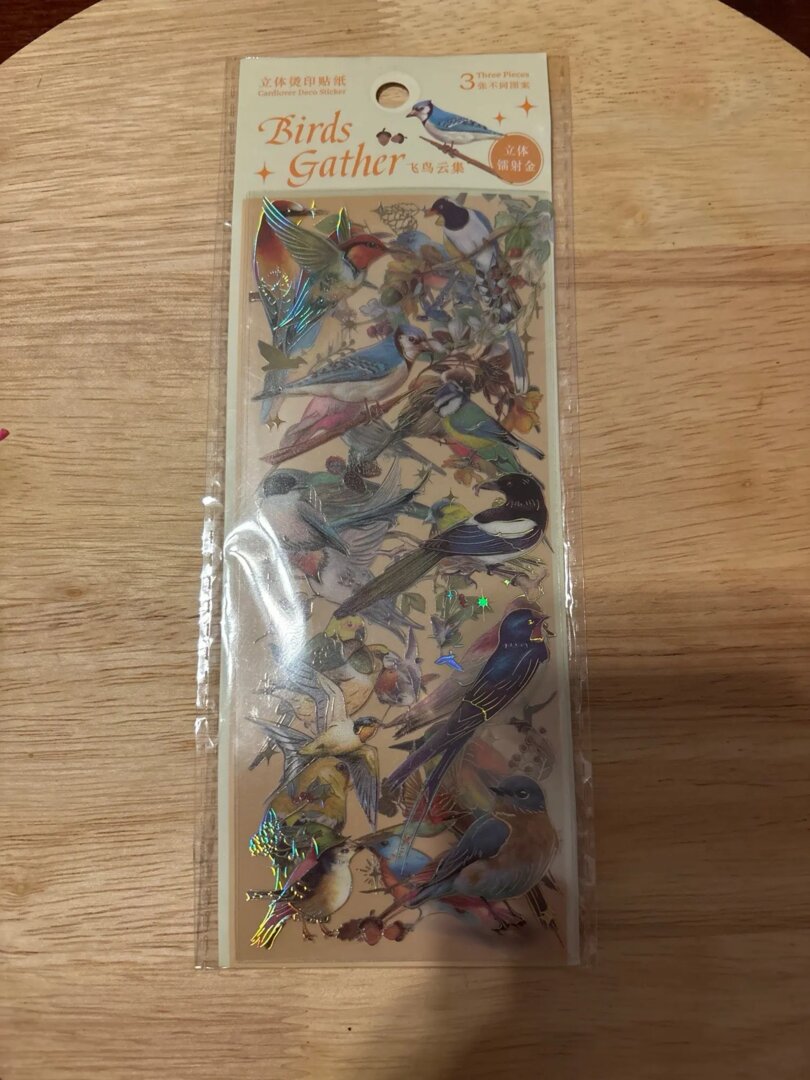 立体烫印贴纸
Cardlover Deco Sticker
Three Pieces
3张不同图案
Birds
Gather
飞鸟云集
立体
镭射金